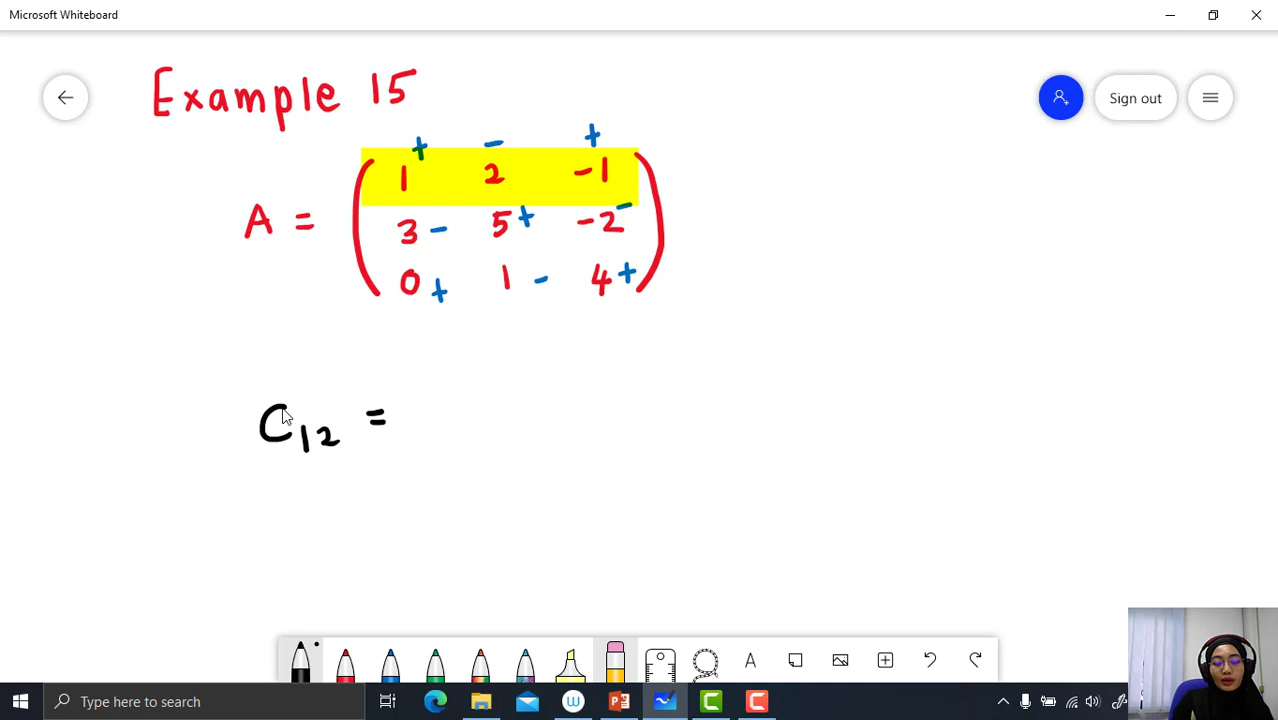 Microsoft Whiteboard
Example 15
Sign out
+ - +
1 2 -1
A = 3 - 5 + -2 -
0 + 1 - 4 +
C12 =
A
Type here to search
W